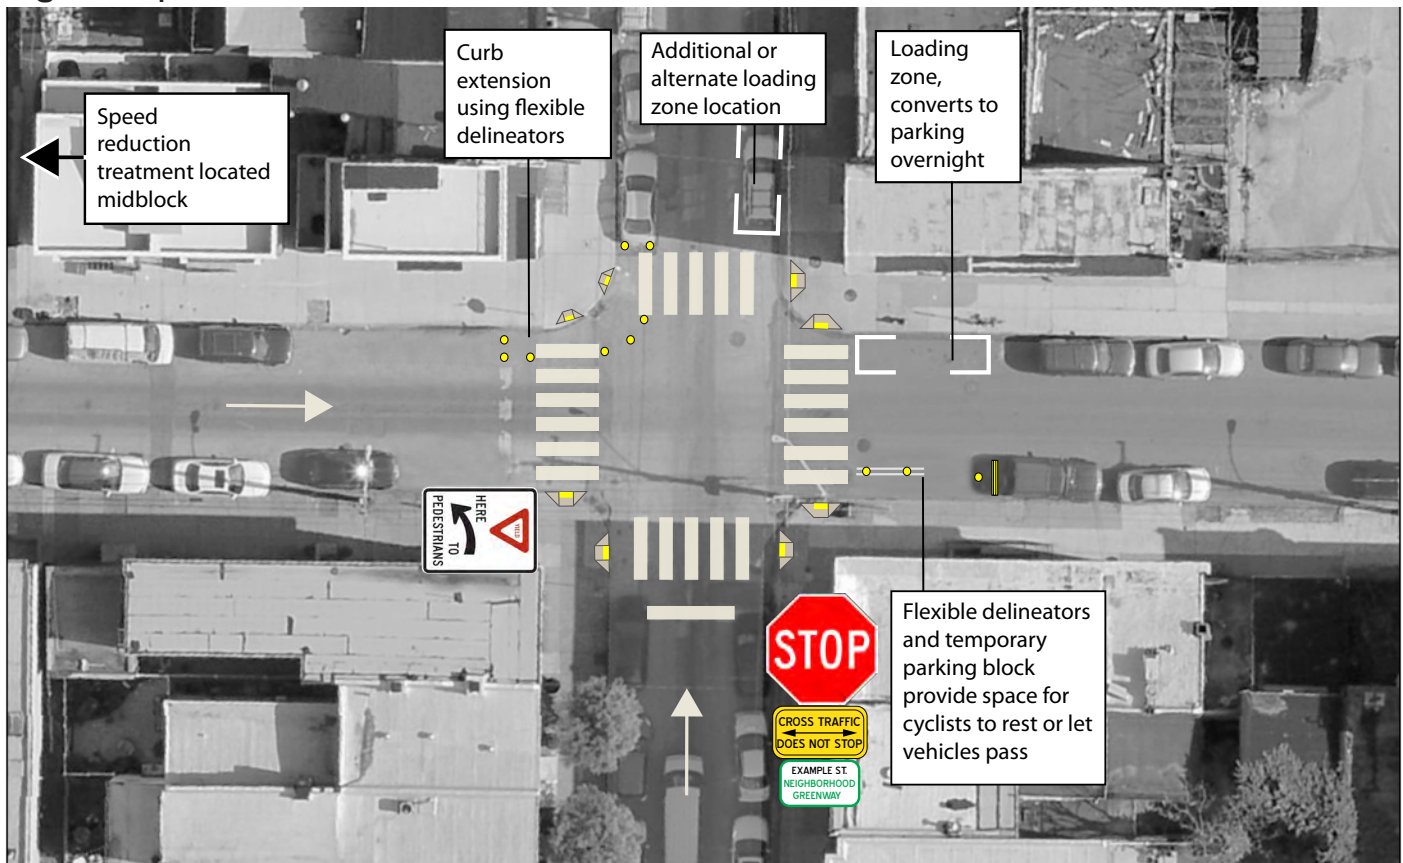 Curb
extension
using flexible
delineators
Additional or
alternate loading
zone location
Loading
zone,
converts to
parking
overnight
Speed
reduction
treatment located
midblock
HERE
TO
PEDESTRIANS
YIELD
STOP
CROSS TRAFFIC
DOES NOT STOP
EXAMPLE ST.
NEIGHBORHOOD
GREENWAY
Flexible delineators
and temporary
parking block
provide space for
cyclists to rest or let
vehicles pass